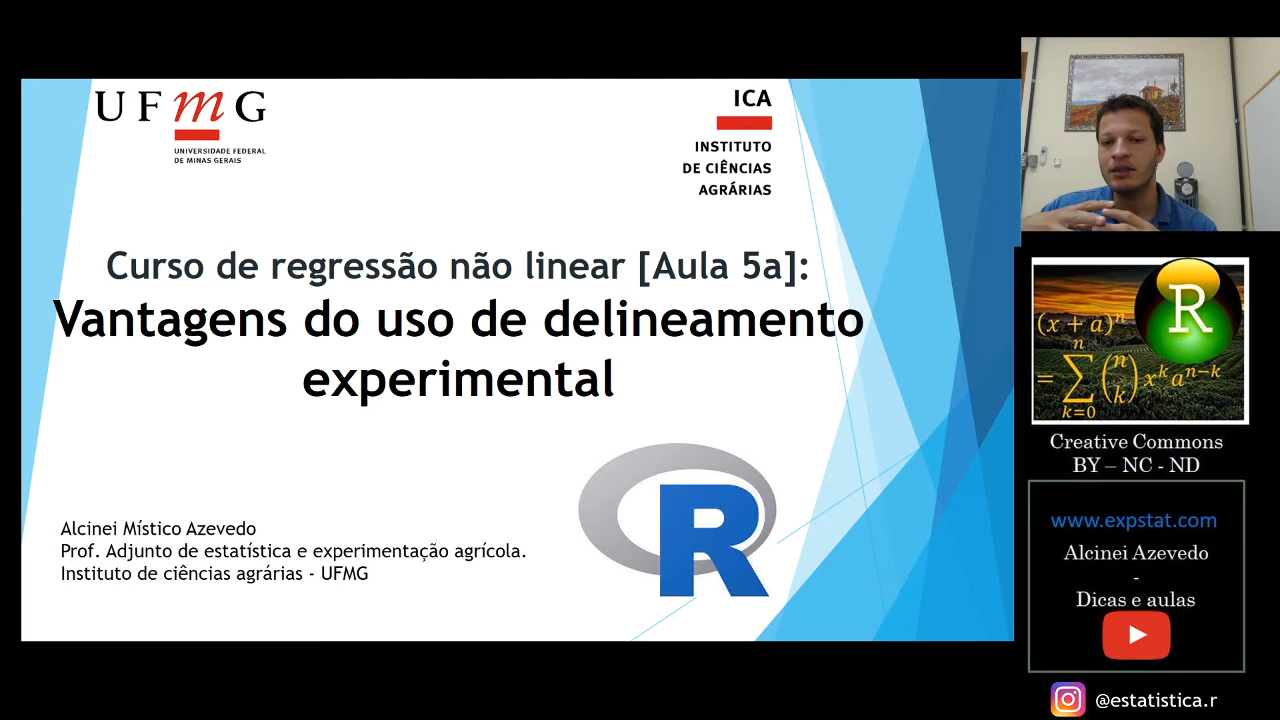 UFmG
UNIVERSIDADE FEDERAL
DE MINAS GERAIS
ICA
INSTITUTO
DE CIÊNCIAS
AGRÁRIAS
Curso de regressão não linear [Aula 5a]:
Vantagens do uso de delineamento
experimental
R
Alcinei Místico Azevedo
Prof. Adjunto de estatística e experimentação agrícola.
Instituto de ciências agrárias - UFMG
R
(x + a)^n
= ∑_{k=0}^{n} (n k) x^k a^{n-k}
Creative Commons
BY – NC - ND
www.expstat.com
Alcinei Azevedo
-
Dicas e aulas
@estatistica.r